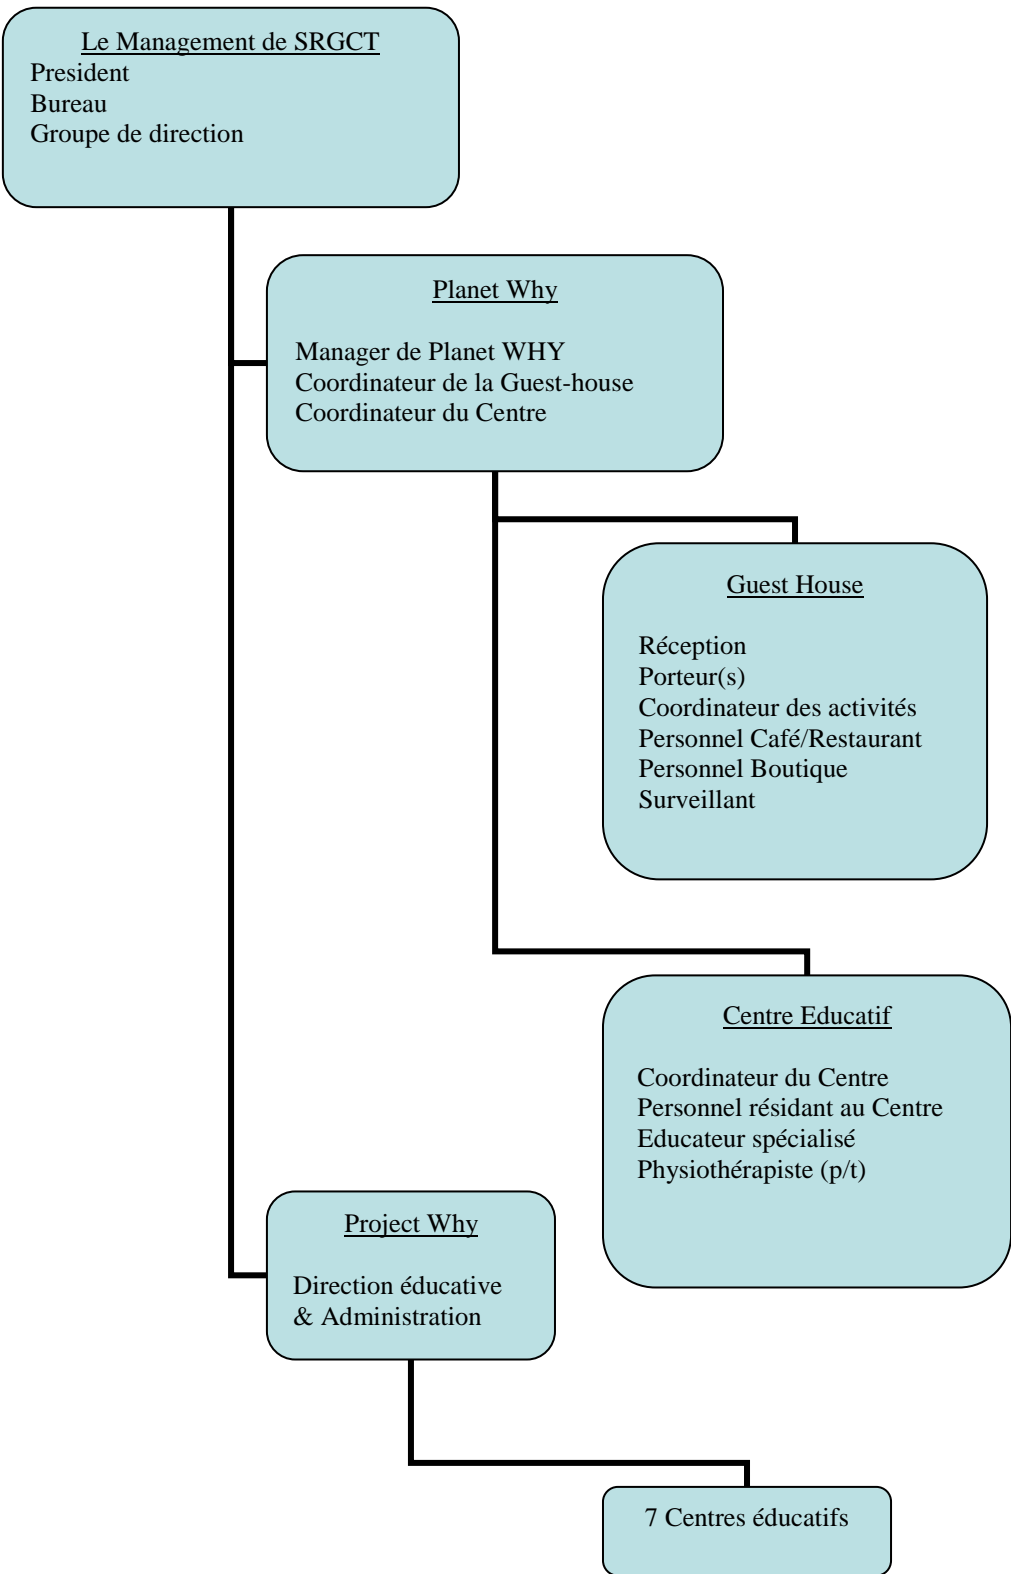 Le Management de SRGCT
President
Bureau
Groupe de direction
Planet Why
Manager de Planet WHY
Coordinateur de la Guest-house
Coordinateur du Centre
Guest House
Réception
Porteur(s)
Coordinateur des activités
Personnel Café/Restaurant
Personnel Boutique
Surveillant
Centre Educatif
Coordinateur du Centre
Personnel résidant au Centre
Educateur spécialisé
Physiothérapiste (p/t)
Project Why
Direction éducative
& Administration
7 Centres éducatifs